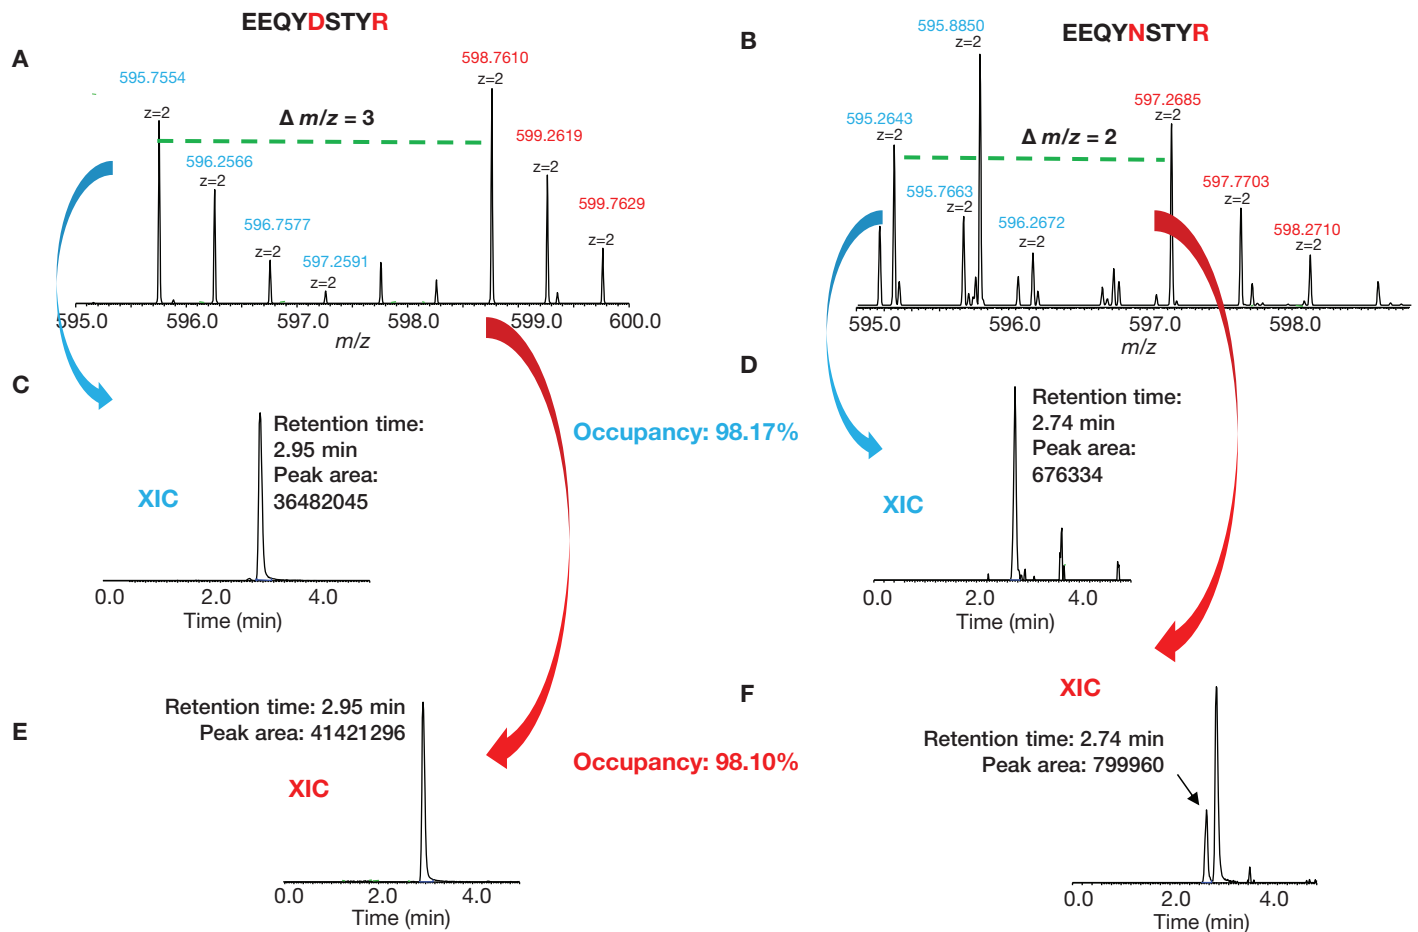 EEQYDSTYR
A
595.7554
z=2
Δ m/z = 3
596.2566
z=2
596.7577
z=2
597.2591
z=2
598.7610
z=2
599.2619
z=2
599.7629
z=2
595.0 596.0 597.0 598.0 599.0 600.0
m/z
B
EEQYNSTYR
595.8850
z=2
595.2643
z=2
Δ m/z = 2
595.7663
z=2
596.2672
z=2
597.2685
z=2
597.7703
z=2
598.2710
z=2
595.0 596.0 597.0 598.0
m/z
C
Retention time:
2.95 min
Peak area:
36482045
XIC
0.0 2.0 4.0
Time (min)
Occupancy: 98.17%
D
Retention time:
2.74 min
Peak area:
676334
XIC
0.0 2.0 4.0
Time (min)
E
Retention time: 2.95 min
Peak area: 41421296
XIC
0.0 2.0 4.0
Time (min)
Occupancy: 98.10%
F
XIC
Retention time: 2.74 min
Peak area: 799960
0.0 2.0 4.0
Time (min)